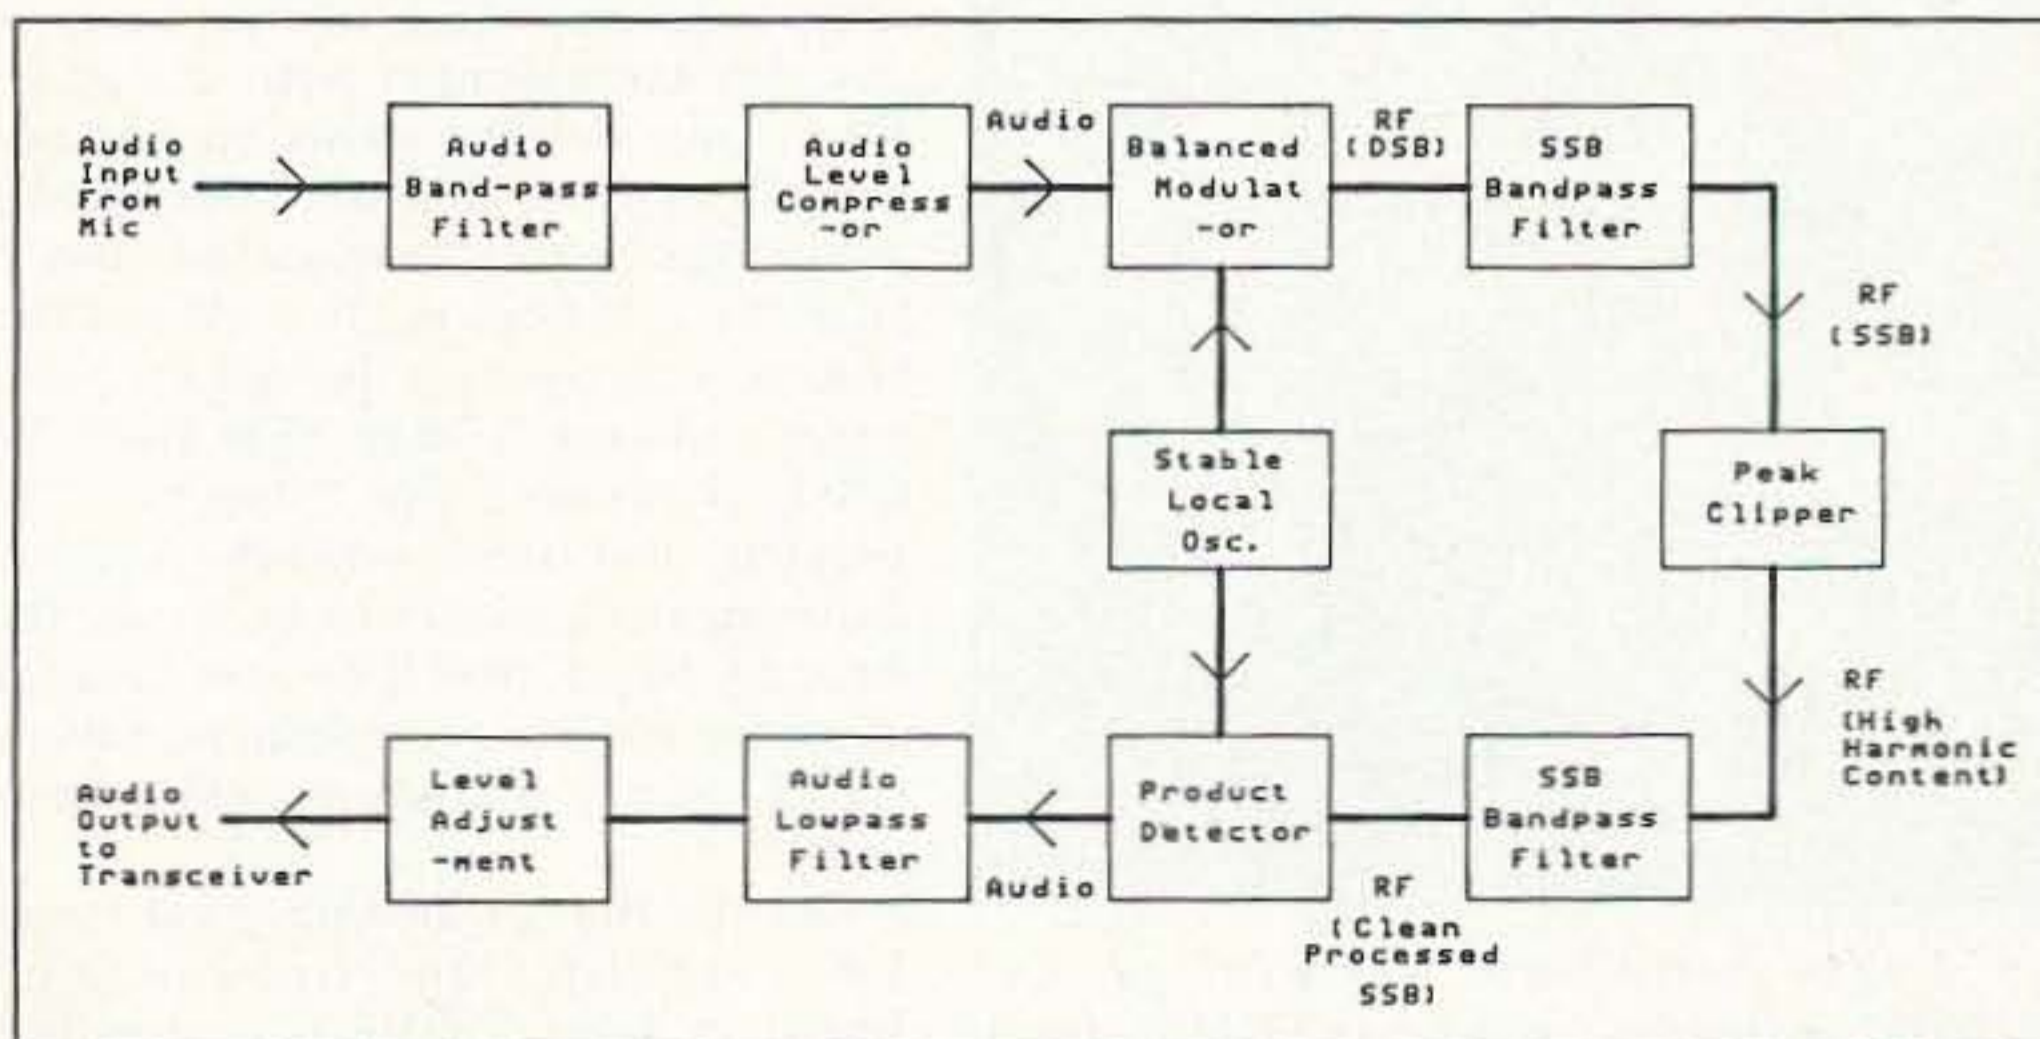 Audio
Input
From
Mic
Audio
Band-pass
Filter
Audio
Level
Compress
-or
Audio
Balanced
Modulat
-or
RF
(DSB)
SSB
Bandpass
Filter
RF
(SSB)
Stable
Local
Osc.
Peak
Clipper
RF
(High
Harmonic
Content)
SSB
Bandpass
Filter
RF
(Clean
Processed
SSB)
Product
Detector
Audio
Audio
Lowpass
Filter
Level
Adjust
-ment
Audio
Output
to
Transceiver